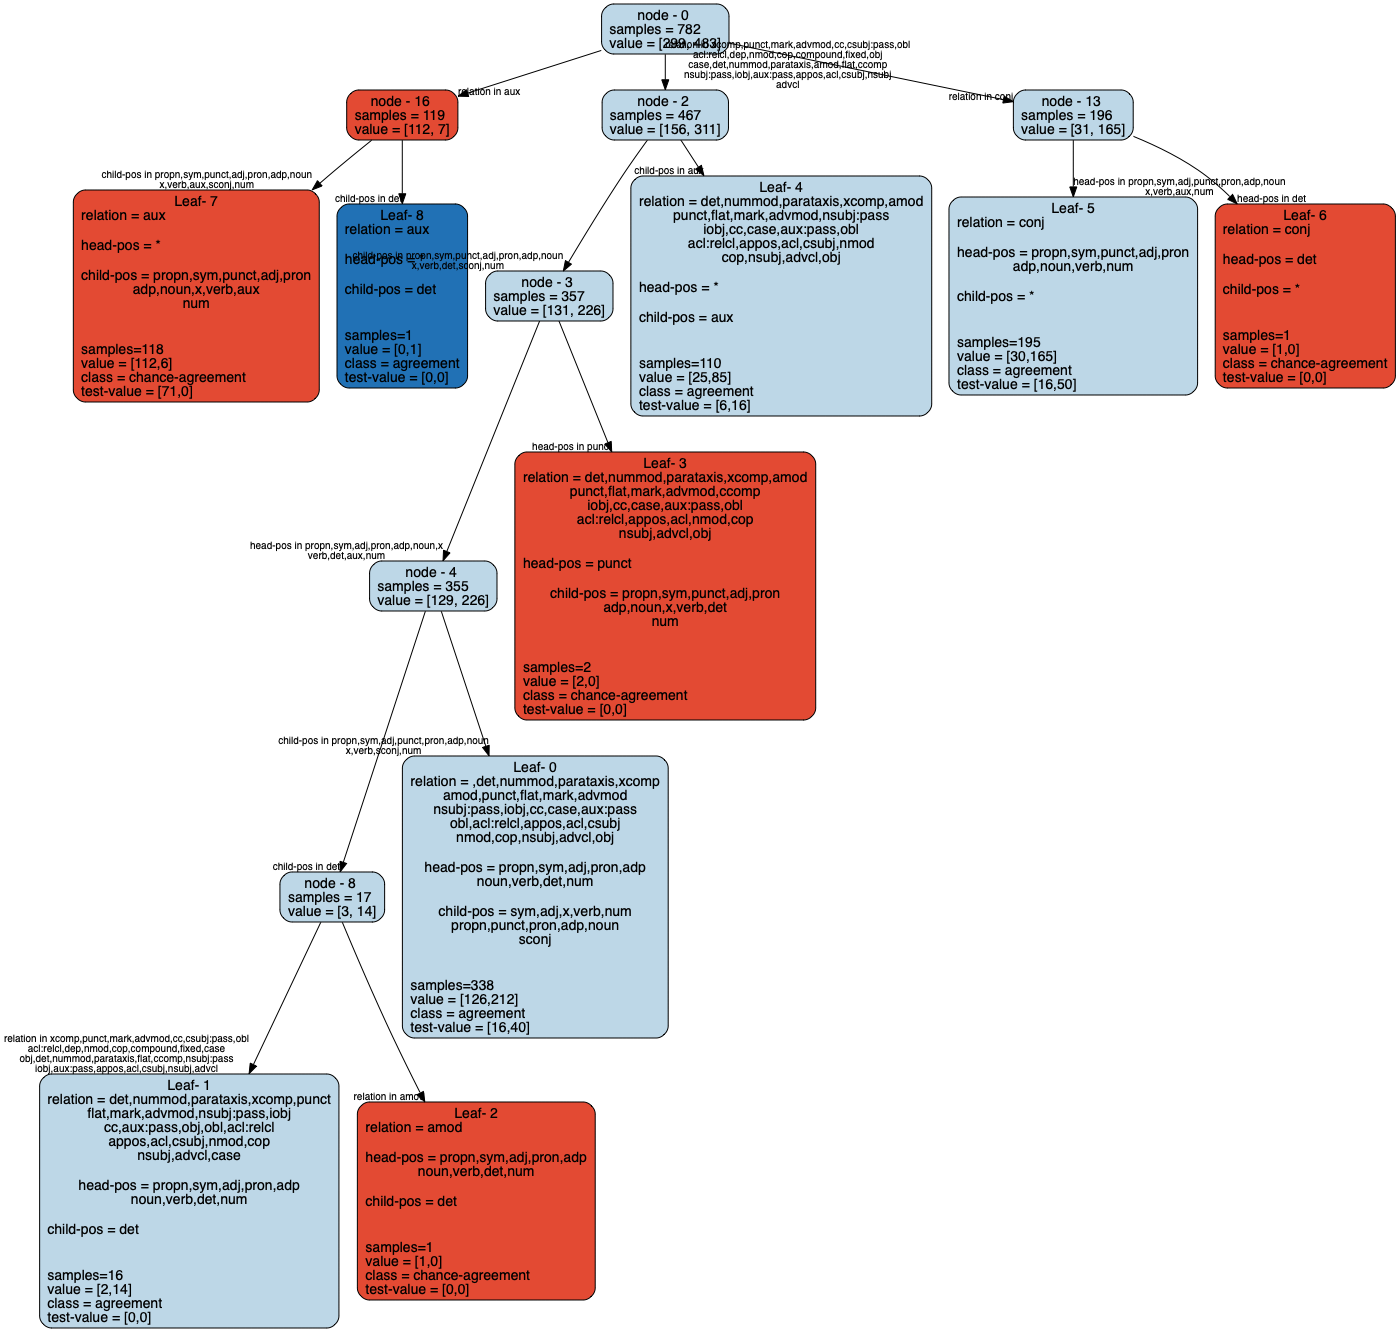 node - 0
samples = 782
value = [299, 483]
xcomp,punct,mark,advmod,cc,csubj:pass,obl
acl:relcl,dep,nmod,cop,compound,fixed,obj
case,det,nummod,parataxis,amod,flat,ccomp
nsubj:pass,iobj,aux:pass,appos,acl,csubj,nsubj
advcl
relation in aux
relation in conj
node - 16
samples = 119
value = [112, 7]
node - 2
samples = 467
value = [156, 311]
node - 13
samples = 196
value = [31, 165]
child-pos in propn,sym,punct,adj,pron,adp,noun
x,verb,aux,sconj,num
child-pos in det
child-pos in aux
head-pos in propn,sym,adj,punct,pron,adp,noun
x,verb,aux,num
head-pos in det
Leaf- 7
relation = aux
head-pos = *
child-pos = propn,sym,punct,adj,pron
adp,noun,x,verb,aux
num
samples=118
value = [112,6]
class = chance-agreement
test-value = [71,0]
Leaf- 8
relation = aux
head-pos = *
child-pos = det
samples=1
value = [0,1]
class = agreement
test-value = [0,0]
child-pos in propn,sym,punct,adj,pron,adp,noun
x,verb,det,sconj,num
node - 3
samples = 357
value = [131, 226]
Leaf- 4
relation = det,nummod,parataxis,xcomp,amod
punct,flat,mark,advmod,nsubj:pass
iobj,cc,case,aux:pass,obl
acl:relcl,appos,acl,csubj,nmod
cop,nsubj,advcl,obj
head-pos = *
child-pos = aux
samples=110
value = [25,85]
class = agreement
test-value = [6,16]
Leaf- 5
relation = conj
head-pos = propn,sym,punct,adj,pron
adp,noun,verb,num
child-pos = *
samples=195
value = [30,165]
class = agreement
test-value = [16,50]
Leaf- 6
relation = conj
head-pos = det
child-pos = *
samples=1
value = [1,0]
class = chance-agreement
test-value = [0,0]
head-pos in punct
Leaf- 3
relation = det,nummod,parataxis,xcomp,amod
punct,flat,mark,advmod,ccomp
iobj,cc,case,aux:pass,obl
acl:relcl,appos,acl,nmod,cop
nsubj,advcl,obj
head-pos = punct
child-pos = propn,sym,punct,adj,pron
adp,noun,x,verb,det
num
samples=2
value = [2,0]
class = chance-agreement
test-value = [0,0]
head-pos in propn,sym,adj,pron,adp,noun,x
verb,det,aux,num
node - 4
samples = 355
value = [129, 226]
child-pos in propn,sym,adj,punct,pron,adp,noun
x,verb,sconj,num
Leaf- 0
relation = ,det,nummod,parataxis,xcomp
amod,punct,flat,mark,advmod
nsubj:pass,iobj,cc,case,aux:pass
obl,acl:relcl,appos,acl,csubj
nmod,cop,nsubj,advcl,obj
head-pos = propn,sym,adj,pron,adp
noun,verb,det,num
child-pos = sym,adj,x,verb,num
propn,punct,pron,adp,noun
sconj
samples=338
value = [126,212]
class = agreement
test-value = [16,40]
child-pos in det
node - 8
samples = 17
value = [3, 14]
relation in xcomp,punct,mark,advmod,cc,csubj:pass,obl
acl:relcl,dep,nmod,cop,compound,fixed,case
obj,det,nummod,parataxis,flat,ccomp,nsubj:pass
iobj,aux:pass,appos,acl,csubj,nsubj,advcl
Leaf- 1
relation = det,nummod,parataxis,xcomp,punct
flat,mark,advmod,nsubj:pass,iobj
cc,aux:pass,obj,obl,acl:relcl
appos,acl,csubj,nmod,cop
nsubj,advcl,case
head-pos = propn,sym,adj,pron,adp
noun,verb,det,num
child-pos = det
samples=16
value = [2,14]
class = agreement
test-value = [0,0]
relation in amod
Leaf- 2
relation = amod
head-pos = propn,sym,adj,pron,adp
noun,verb,det,num
child-pos = det
samples=1
value = [1,0]
class = chance-agreement
test-value = [0,0]